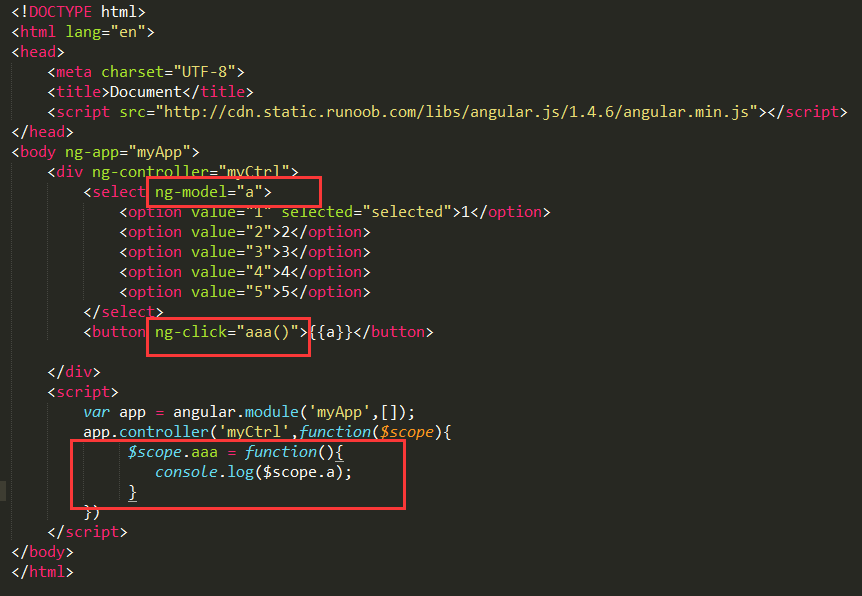 <!DOCTYPE html>
<html lang="en">
<head>
    <meta charset="UTF-8">
    <title>Document</title>
    <script src="http://cdn.static.runoob.com/libs/angular.js/1.4.6/angular.min.js"></script>
</head>
<body ng-app="myApp">
    <div ng-controller="myCtrl">
        <select ng-model="a">
            <option value="1" selected="selected">1</option>
            <option value="2">2</option>
            <option value="3">3</option>
            <option value="4">4</option>
            <option value="5">5</option>
        </select>
        <button ng-click="aaa()">{{a}}</button>

    </div>
    <script>
        var app = angular.module('myApp',[]);
        app.controller('myCtrl',function($scope){
             $scope.aaa = function(){
                console.log($scope.a);
             }
        })
    </script>
</body>
</html>